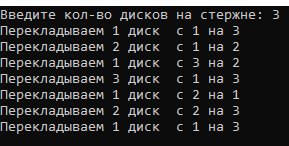 Введите кол-во дисков на стержне: 3
Перекладываем 1 диск  с 1 на 3
Перекладываем 2 диск  с 1 на 2
Перекладываем 1 диск  с 3 на 2
Перекладываем 3 диск  с 1 на 3
Перекладываем 1 диск  с 2 на 1
Перекладываем 2 диск  с 2 на 3
Перекладываем 1 диск  с 1 на 3